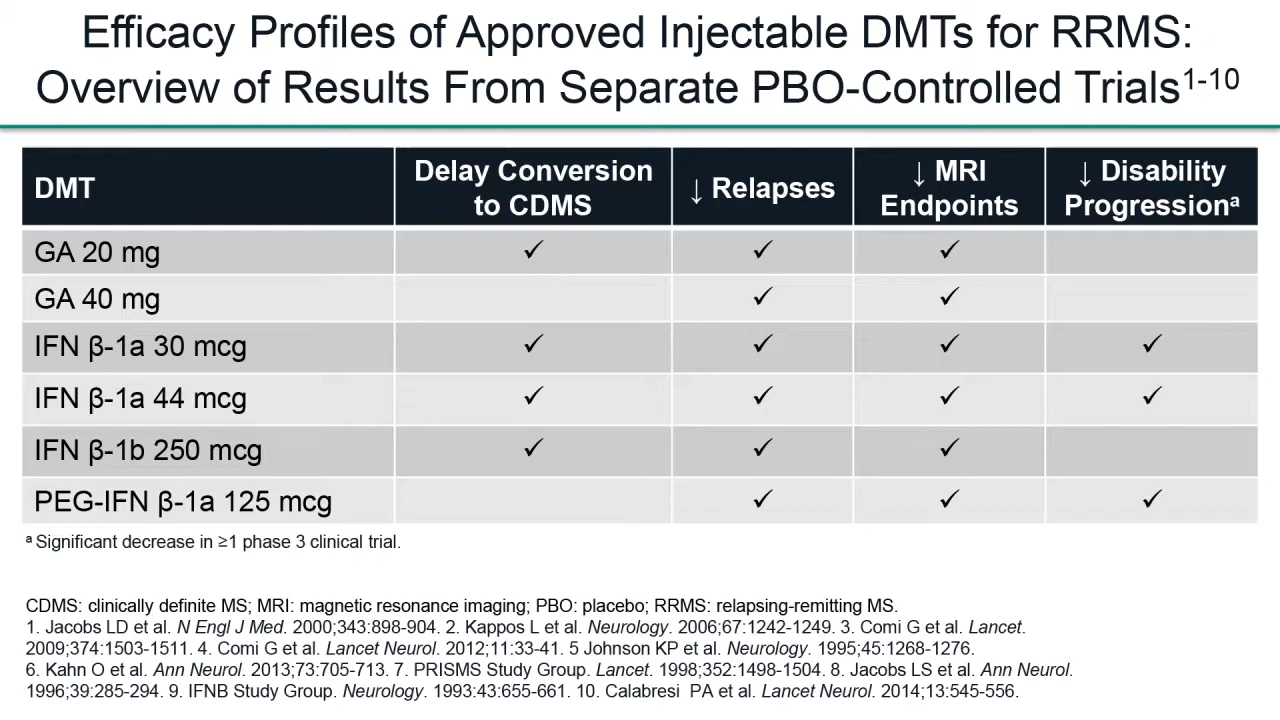 Efficacy Profiles of Approved Injectable DMTs for RRMS:
Overview of Results From Separate PBO-Controlled Trials1-10
DMT Delay Conversion to CDMS ↓ Relapses ↓ MRI Endpoints ↓ Disability Progressiona
GA 20 mg ✓ ✓ ✓
GA 40 mg ✓ ✓
IFN β-1a 30 mcg ✓ ✓ ✓ ✓
IFN β-1a 44 mcg ✓ ✓ ✓ ✓
IFN β-1b 250 mcg ✓ ✓ ✓
PEG-IFN β-1a 125 mcg ✓ ✓ ✓
a Significant decrease in ≥1 phase 3 clinical trial.
CDMS: clinically definite MS; MRI: magnetic resonance imaging; PBO: placebo; RRMS: relapsing-remitting MS.
1. Jacobs LD et al. N Engl J Med. 2000;343:898-904. 2. Kappos L et al. Neurology. 2006;67:1242-1249. 3. Comi G et al. Lancet.
2009;374:1503-1511. 4. Comi G et al. Lancet Neurol. 2012;11:33-41. 5 Johnson KP et al. Neurology. 1995;45:1268-1276.
6. Kahn O et al. Ann Neurol. 2013;73:705-713. 7. PRISMS Study Group. Lancet. 1998;352:1498-1504. 8. Jacobs LS et al. Ann Neurol.
1996;39:285-294. 9. IFNB Study Group. Neurology. 1993:43:655-661. 10. Calabresi PA et al. Lancet Neurol. 2014;13:545-556.